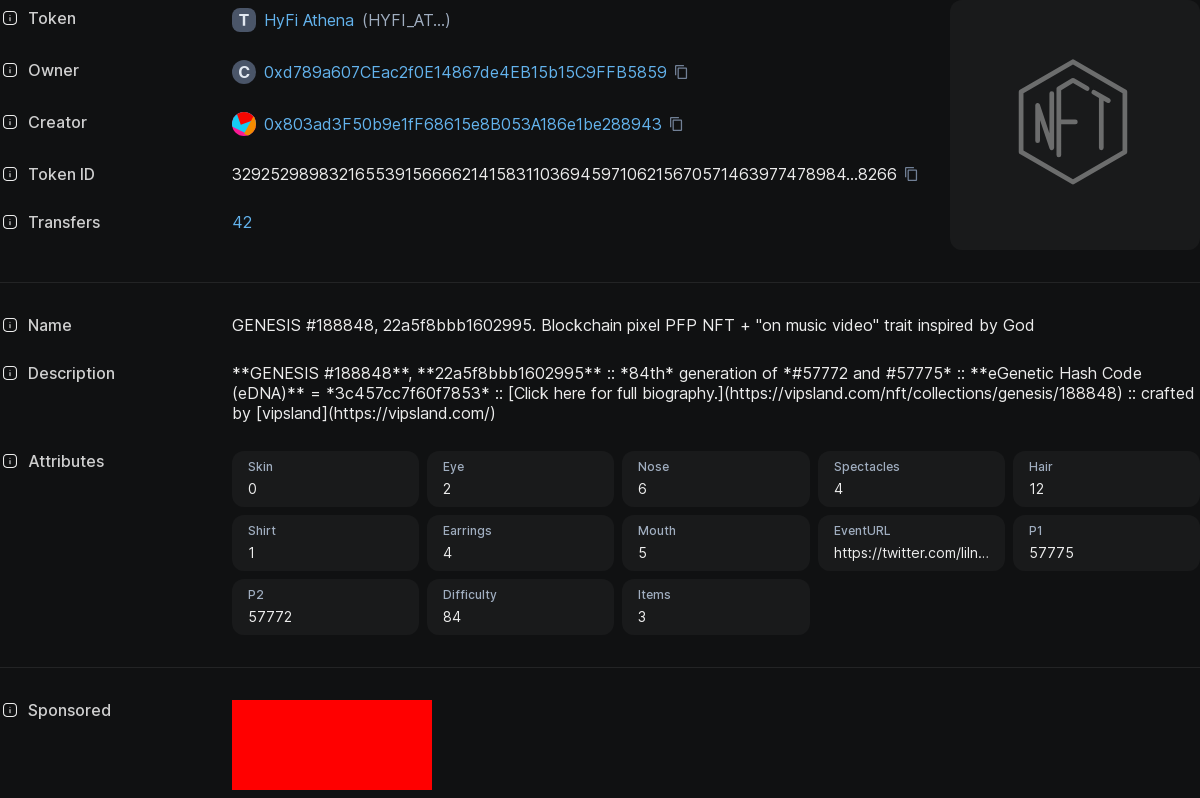 Token
T HyFi Athena (HYFI_AT...)
Owner
C 0xd789a607CEac2f0E14867de4EB15b15C9FFB5859
Creator
0x803ad3F50b9e1fF68615e8B053A186e1be288943
Token ID
32925298983216553915666621415831103694597106215670571463977478984...8266
Transfers
42
NFT
Name
GENESIS #188848, 22a5f8bbb1602995. Blockchain pixel PFP NFT + "on music video" trait inspired by God
Description
**GENESIS #188848**, **22a5f8bbb1602995** :: *84th* generation of *#57772 and #57775* :: **eGenetic Hash Code
(eDNA)** = *3c457cc7f60f7853* :: [Click here for full biography.](https://vipsland.com/nft/collections/genesis/188848) :: crafted
by [vipsland](https://vipsland.com/)
Attributes
Skin
0
Eye
2
Nose
6
Spectacles
4
Hair
12
Shirt
1
Earrings
4
Mouth
5
EventURL
https://twitter.com/liln...
P1
57775
P2
57772
Difficulty
84
Items
3
Sponsored